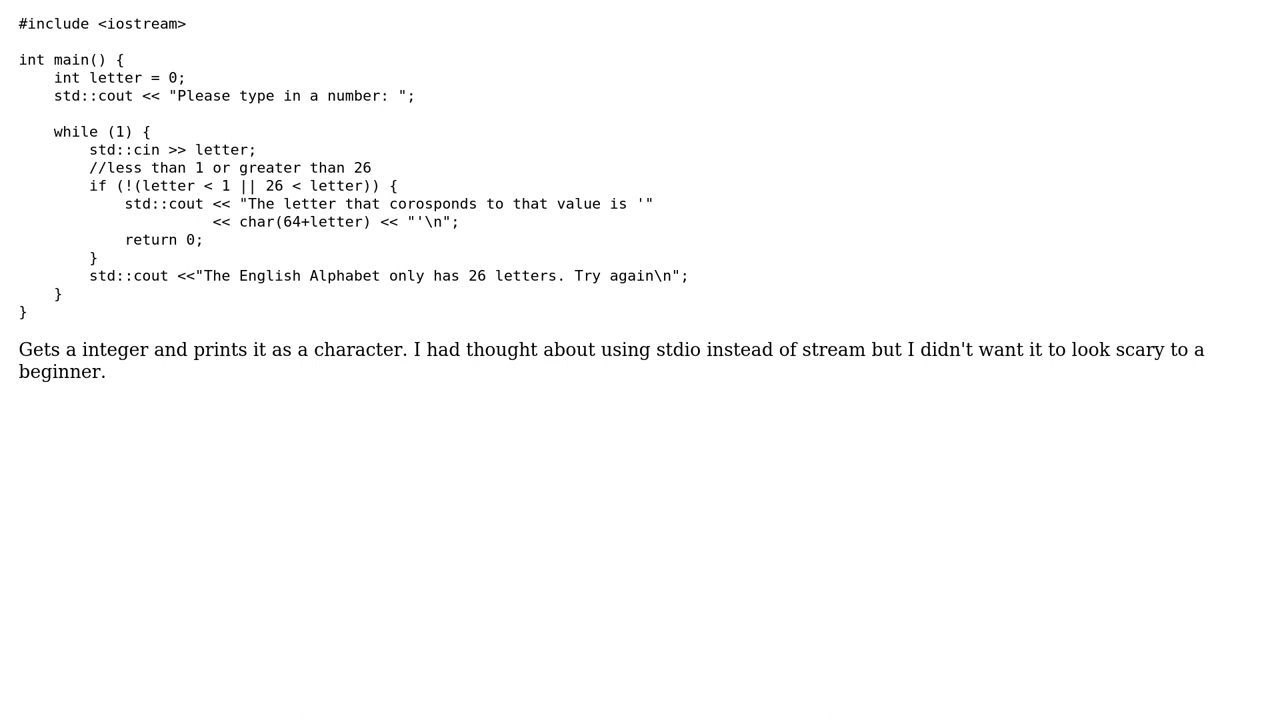 #include <iostream>

int main() {
    int letter = 0;
    std::cout << "Please type in a number: ";

    while (1) {
        std::cin >> letter;
        //less than 1 or greater than 26
        if (!(letter < 1 || 26 < letter)) {
            std::cout << "The letter that corosponds to that value is '"
                      << char(64+letter) << "'\n";
            return 0;
        }
        std::cout <<"The English Alphabet only has 26 letters. Try again\n";
    }
}
Gets a integer and prints it as a character. I had thought about using stdio instead of stream but I didn't want it to look scary to a
beginner.